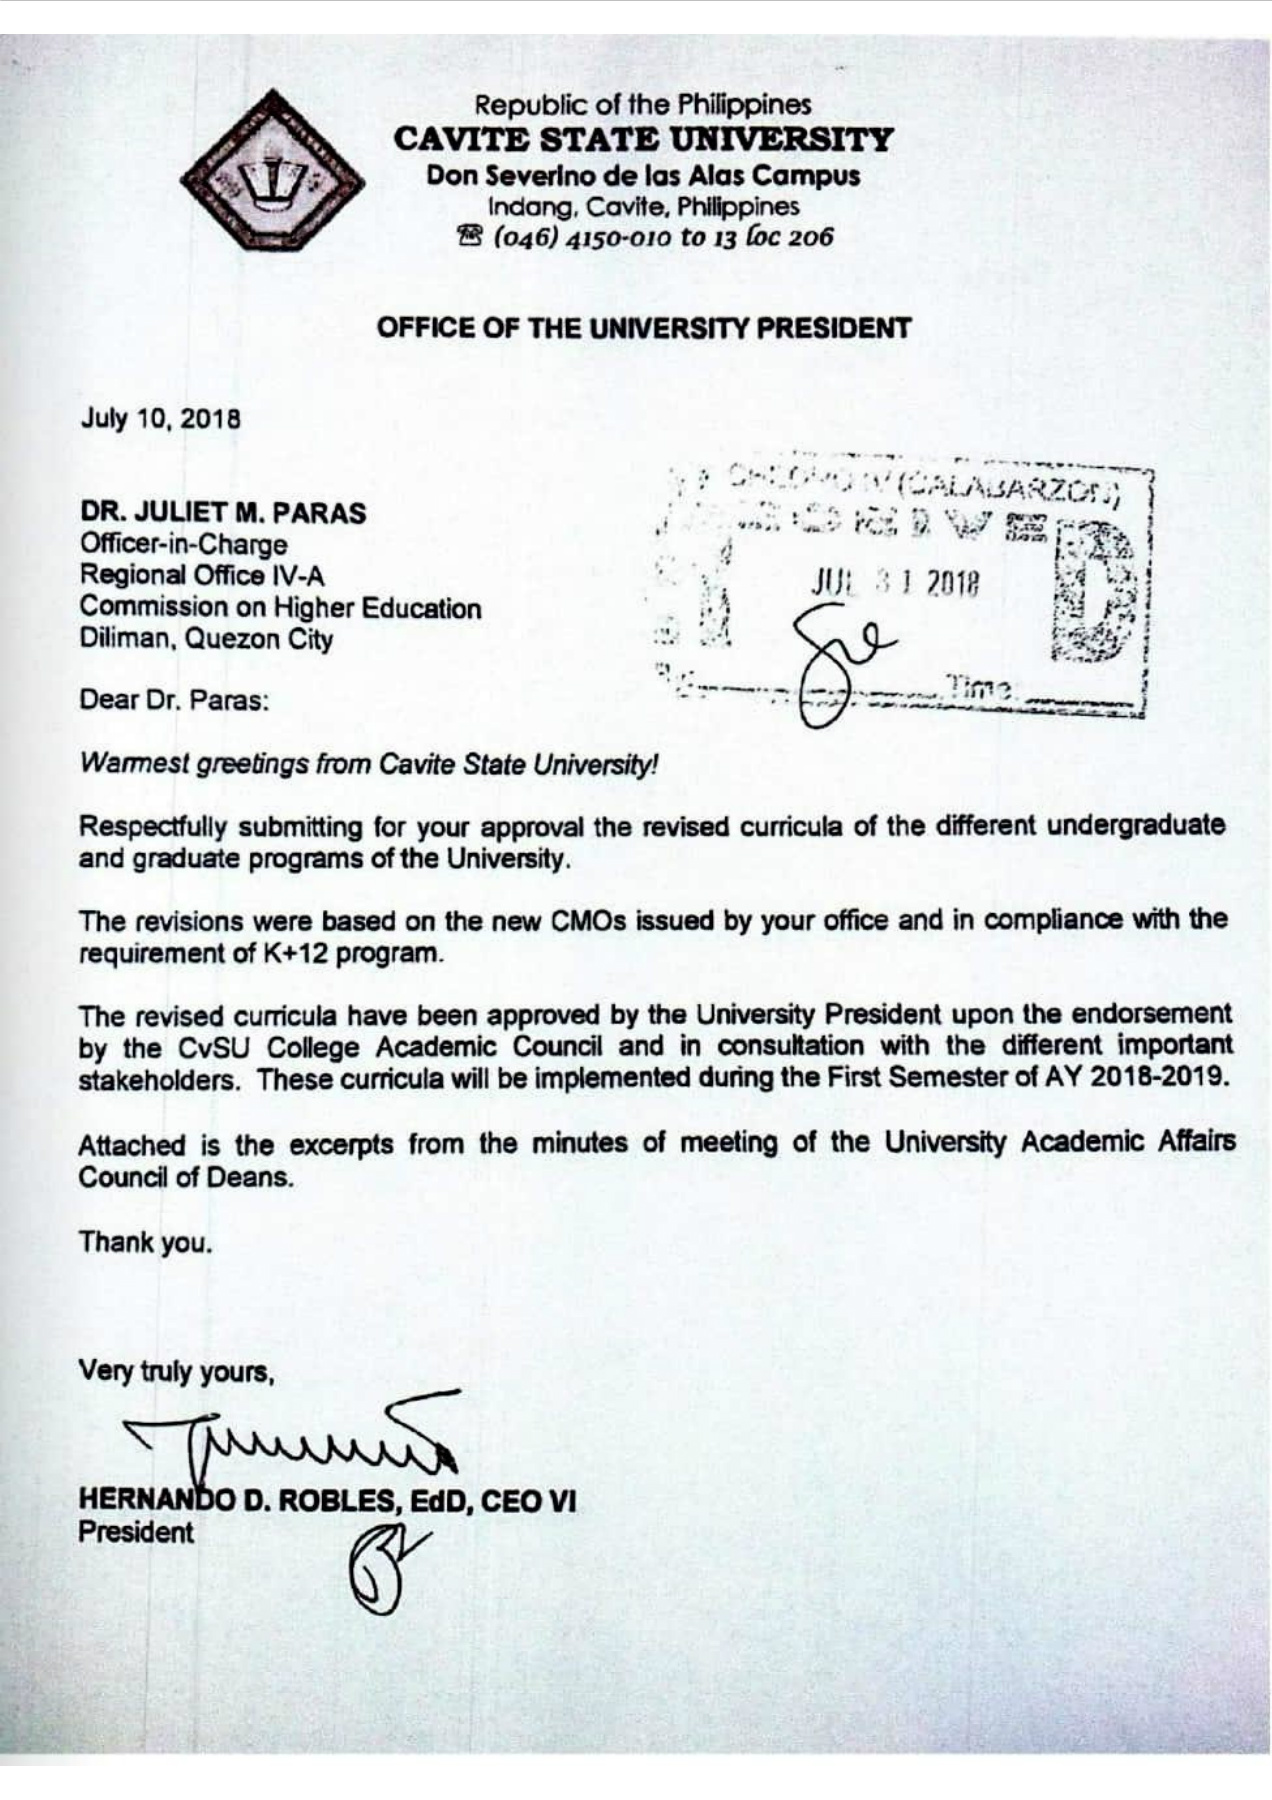 Republic of the Philippines
CAVITE STATE UNIVERSITY
Don Severino de las Alas Campus
Indang, Cavite, Philippines
☎ (046) 4150-010 to 13 loc 206
OFFICE OF THE UNIVERSITY PRESIDENT
July 10, 2018
DR. JULIET M. PARAS
Officer-in-Charge
Regional Office IV-A
Commission on Higher Education
Diliman, Quezon City
CHEDRO IV (CALABARZON)
RECEIVED
JUL 31 2018
Time:
Dear Dr. Paras:
Warmest greetings from Cavite State University!
Respectfully submitting for your approval the revised curricula of the different undergraduate
and graduate programs of the University.
The revisions were based on the new CMOs issued by your office and in compliance with the
requirement of K+12 program.
The revised curricula have been approved by the University President upon the endorsement
by the CvSU College Academic Council and in consultation with the different important
stakeholders. These curricula will be implemented during the First Semester of AY 2018-2019.
Attached is the excerpts from the minutes of meeting of the University Academic Affairs
Council of Deans.
Thank you.
Very truly yours,
HERNANDO D. ROBLES, EdD, CEO VI
President